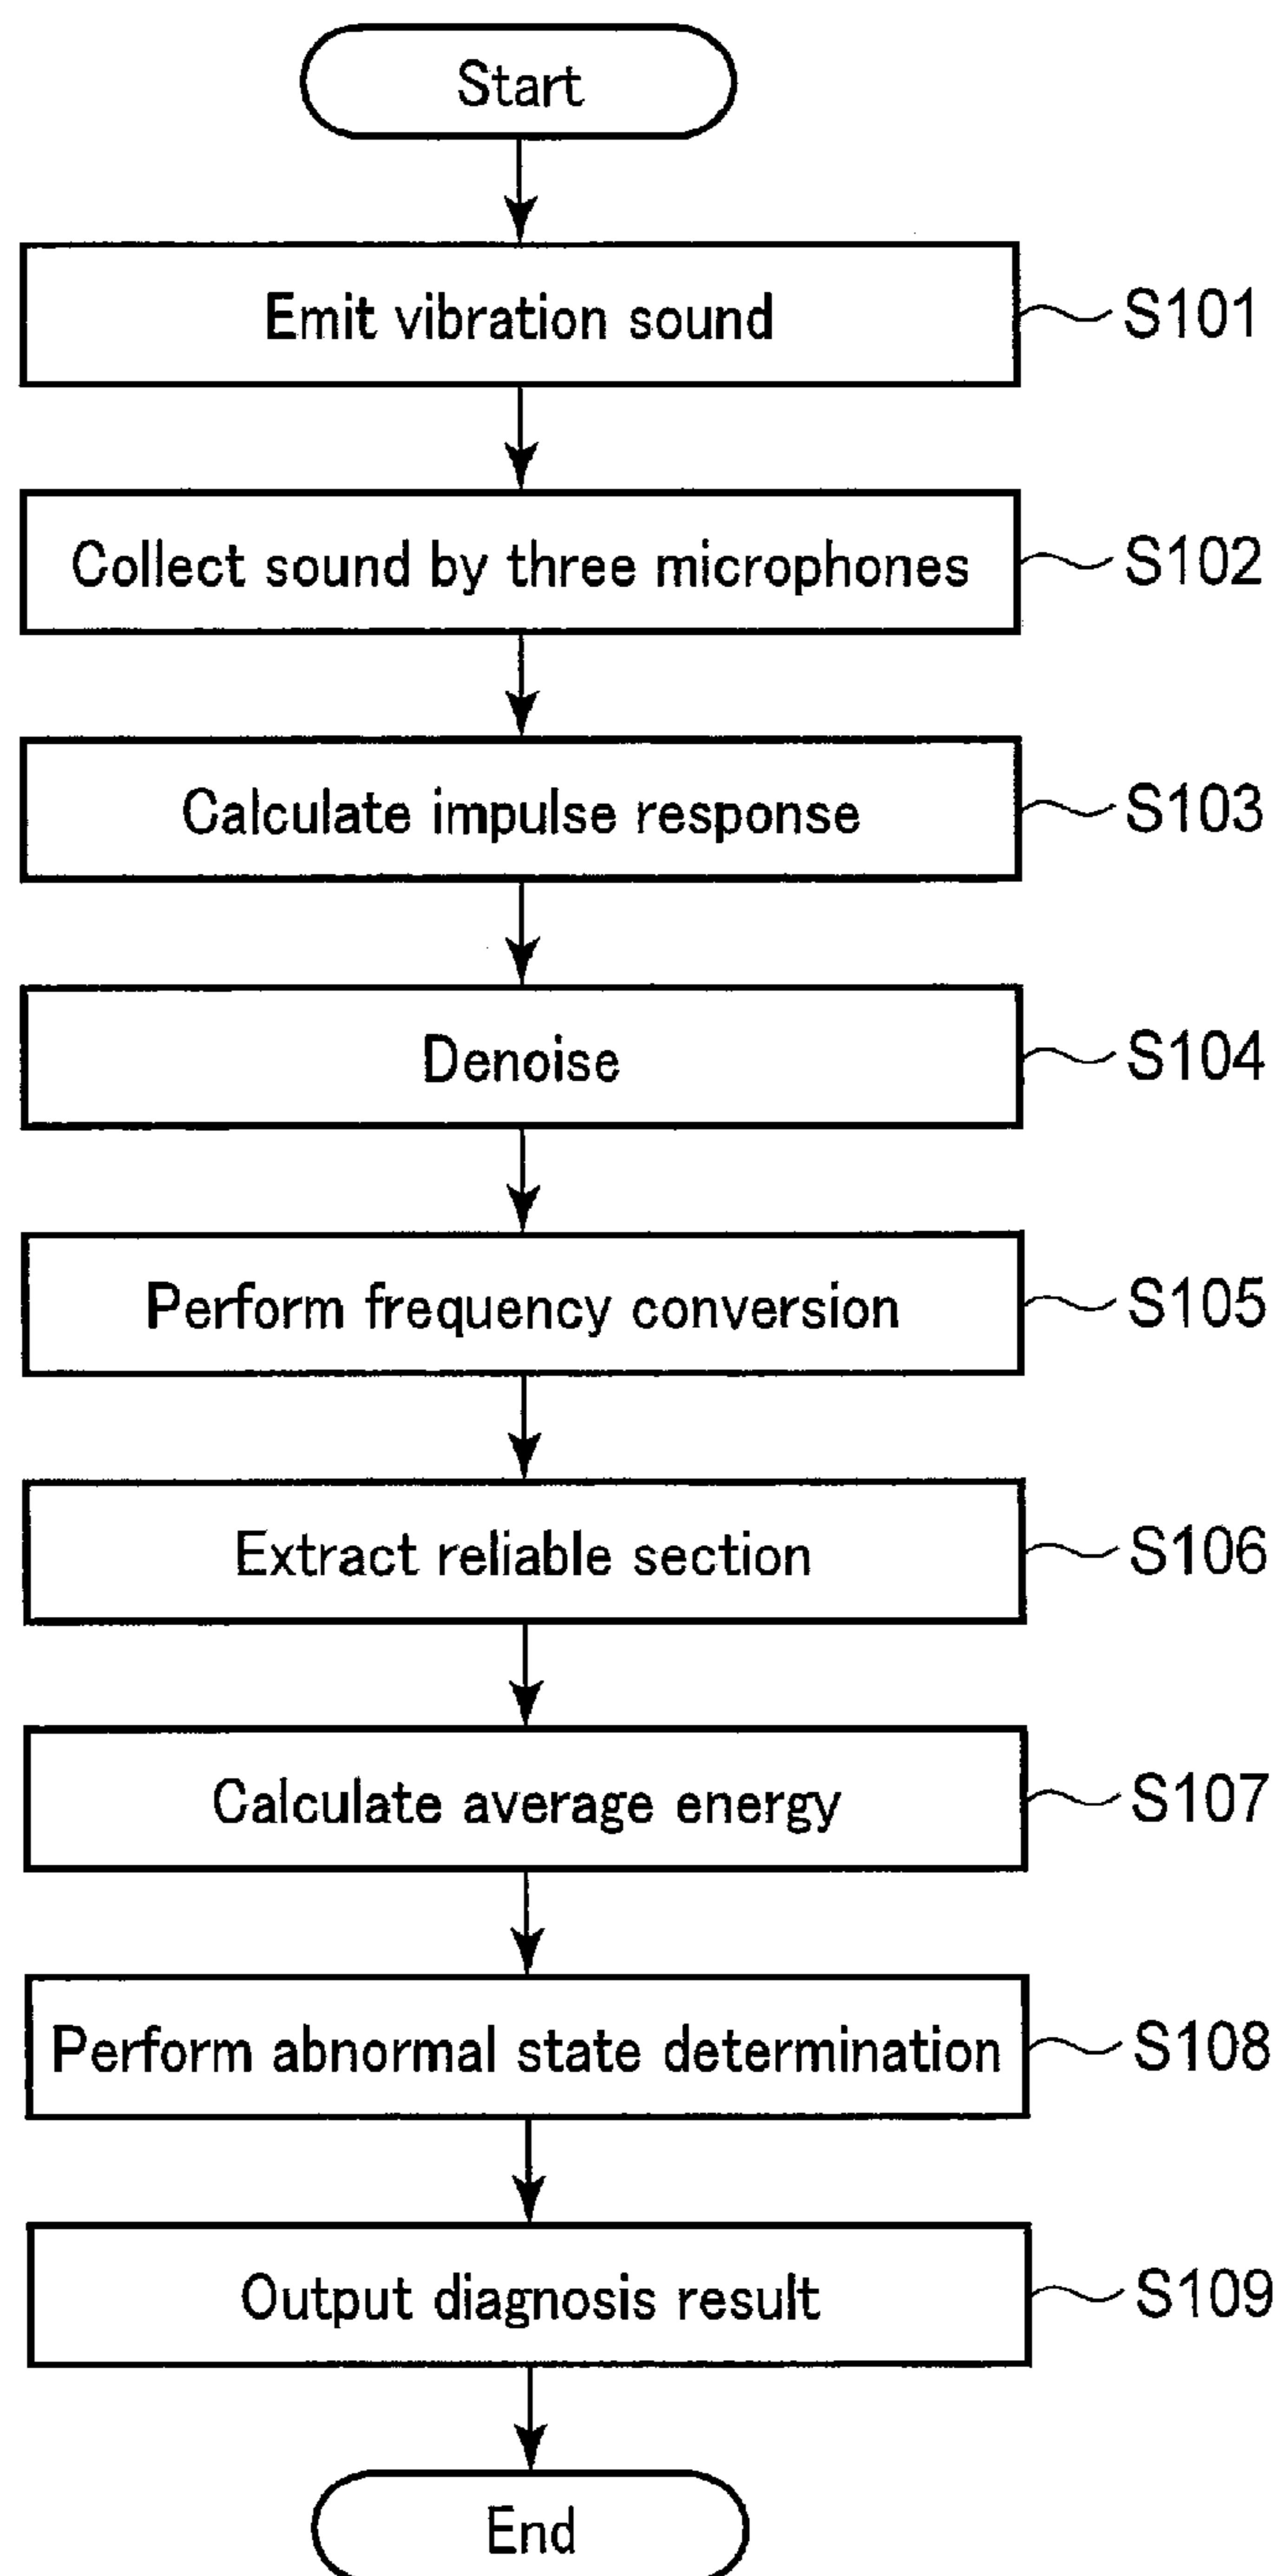 Start
Emit vibration sound
S101
Collect sound by three microphones
S102
Calculate impulse response
S103
Denoise
S104
Perform frequency conversion
S105
Extract reliable section
S106
Calculate average energy
S107
Perform abnormal state determination
S108
Output diagnosis result
S109
End